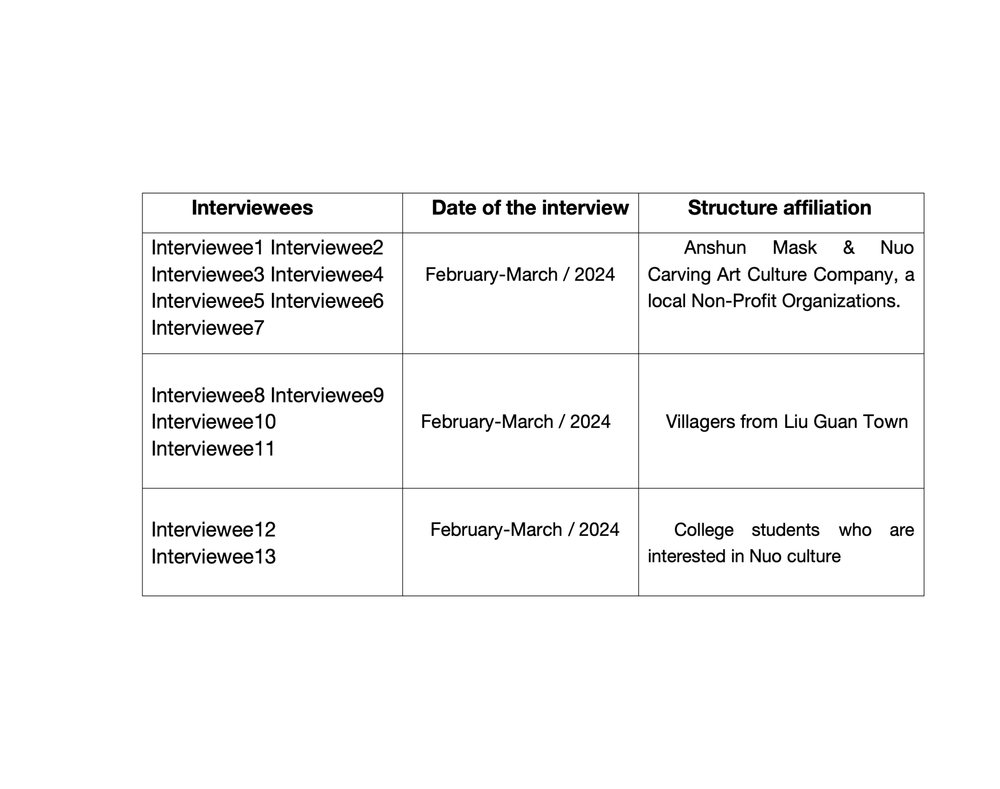 Interviewees
Date of the interview
Structure affiliation
Interviewee1 Interviewee2
Interviewee3 Interviewee4
Interviewee5 Interviewee6
Interviewee7
February-March / 2024
Anshun Mask & Nuo
Carving Art Culture Company, a
local Non-Profit Organizations.
Interviewee8 Interviewee9
Interviewee10
Interviewee11
February-March / 2024
Villagers from Liu Guan Town
Interviewee12
Interviewee13
February-March / 2024
College students who are
interested in Nuo culture